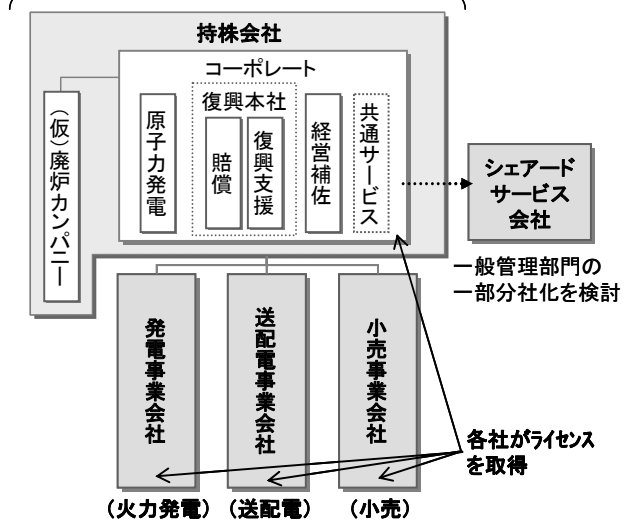 持株会社
コーポレート
(仮)廃炉カンパニー
原子力発電
復興本社
賠償
復興支援
経営補佐
共通サービス
シェアード
サービス
会社
一般管理部門の
一部分社化を検討
発電事業会社
送配電事業会社
小売事業会社
各社がライセンス
を取得
(火力発電)
(送配電)
(小売)